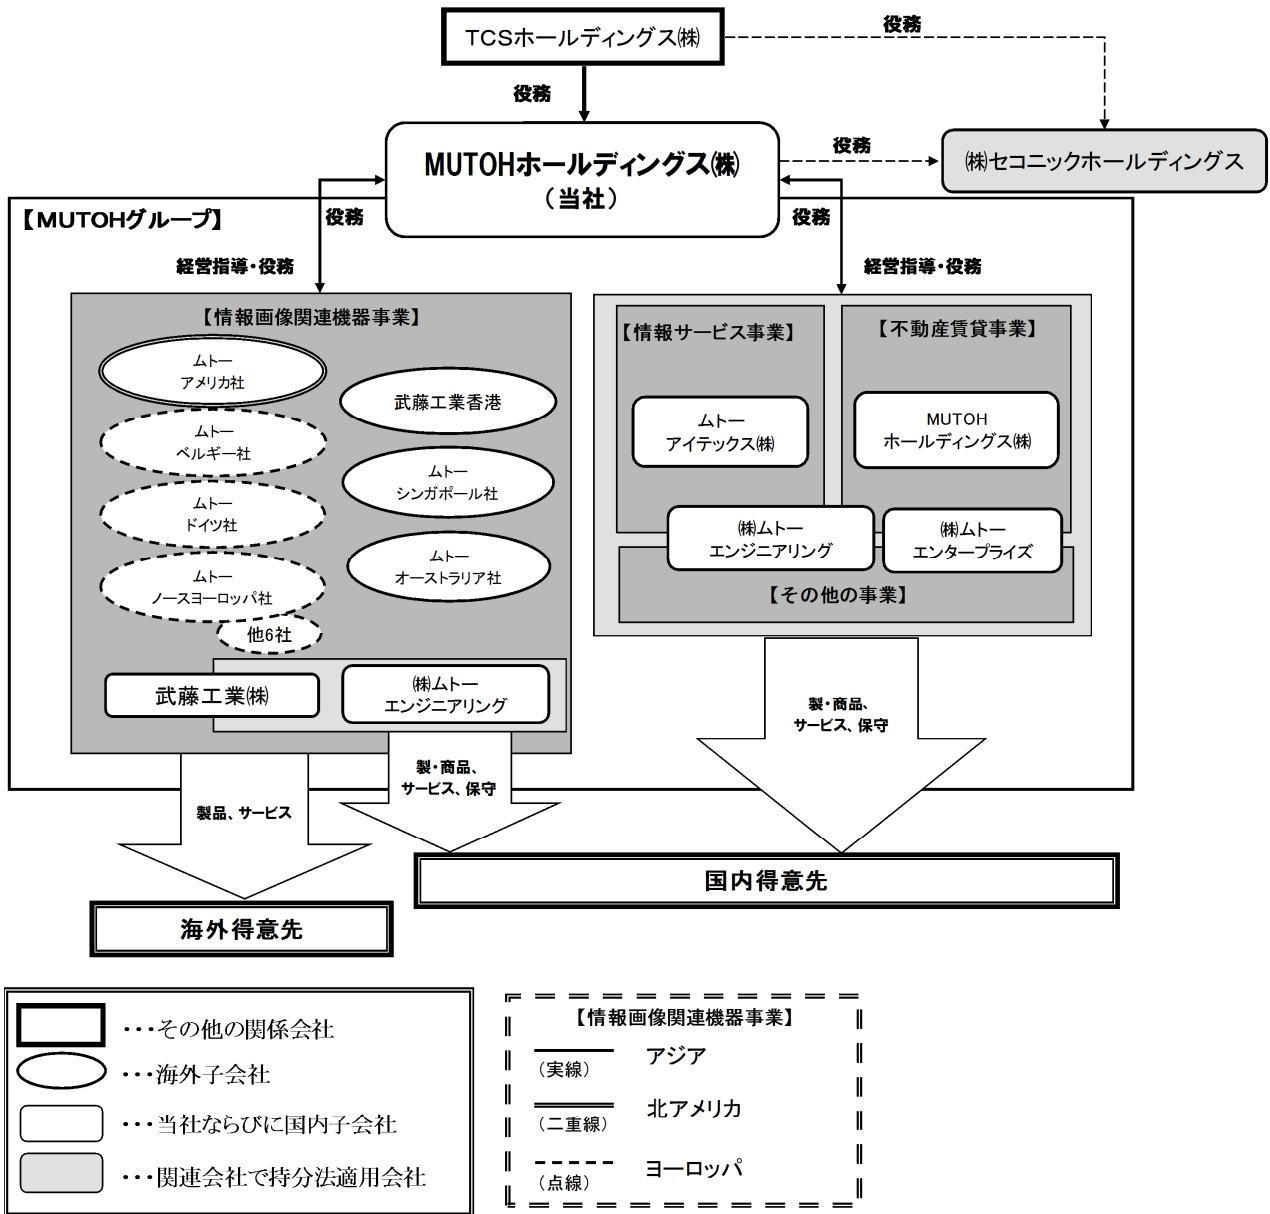 TCSホールディングス㈱
役務
役務
MUTOHホールディングス㈱
(当社)
役務
㈱セコニックホールディングス
【MUTOHグループ】
役務
役務
経営指導・役務
経営指導・役務
【情報画像関連機器事業】
ムトー
アメリカ社
ムトー
ベルギー社
ムトー
ドイツ社
ムトー
ノースヨーロッパ社
他6社
武藤工業香港
ムトー
シンガポール社
ムトー
オーストラリア社
武藤工業㈱
㈱ムトー
エンジニアリング
【情報サービス事業】
ムトー
アイテックス㈱
【不動産賃貸事業】
MUTOH
ホールディングス㈱
㈱ムトー
エンジニアリング
㈱ムトー
エンタープライズ
【その他の事業】
製品、サービス
製・商品、
サービス、保守
製・商品、
サービス、保守
国内得意先
海外得意先
・・・その他の関係会社
・・・海外子会社
・・・当社ならびに国内子会社
・・・関連会社で持分法適用会社
【情報画像関連機器事業】
(実線) アジア
(二重線) 北アメリカ
(点線) ヨーロッパ